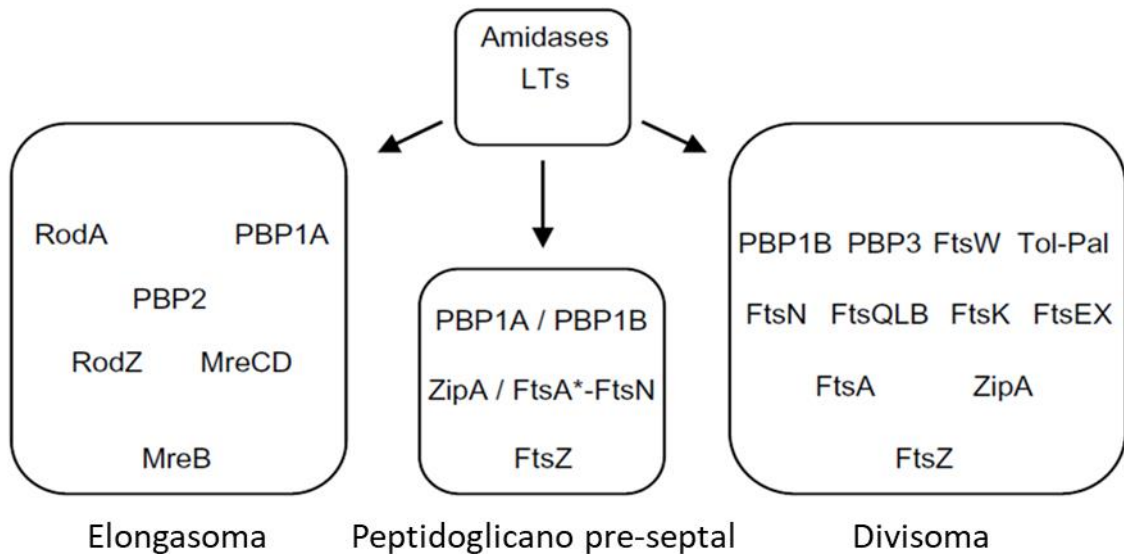 Amidases
LTs
RodA PBP1A
PBP2
RodZ MreCD
MreB
PBP1A / PBP1B
ZipA / FtsA*-FtsN
FtsZ
PBP1B PBP3 FtsW Tol-Pal
FtsN FtsQLB FtsK FtsEX
FtsA ZipA
FtsZ
Elongasoma Peptidoglicano pre-septal Divisoma